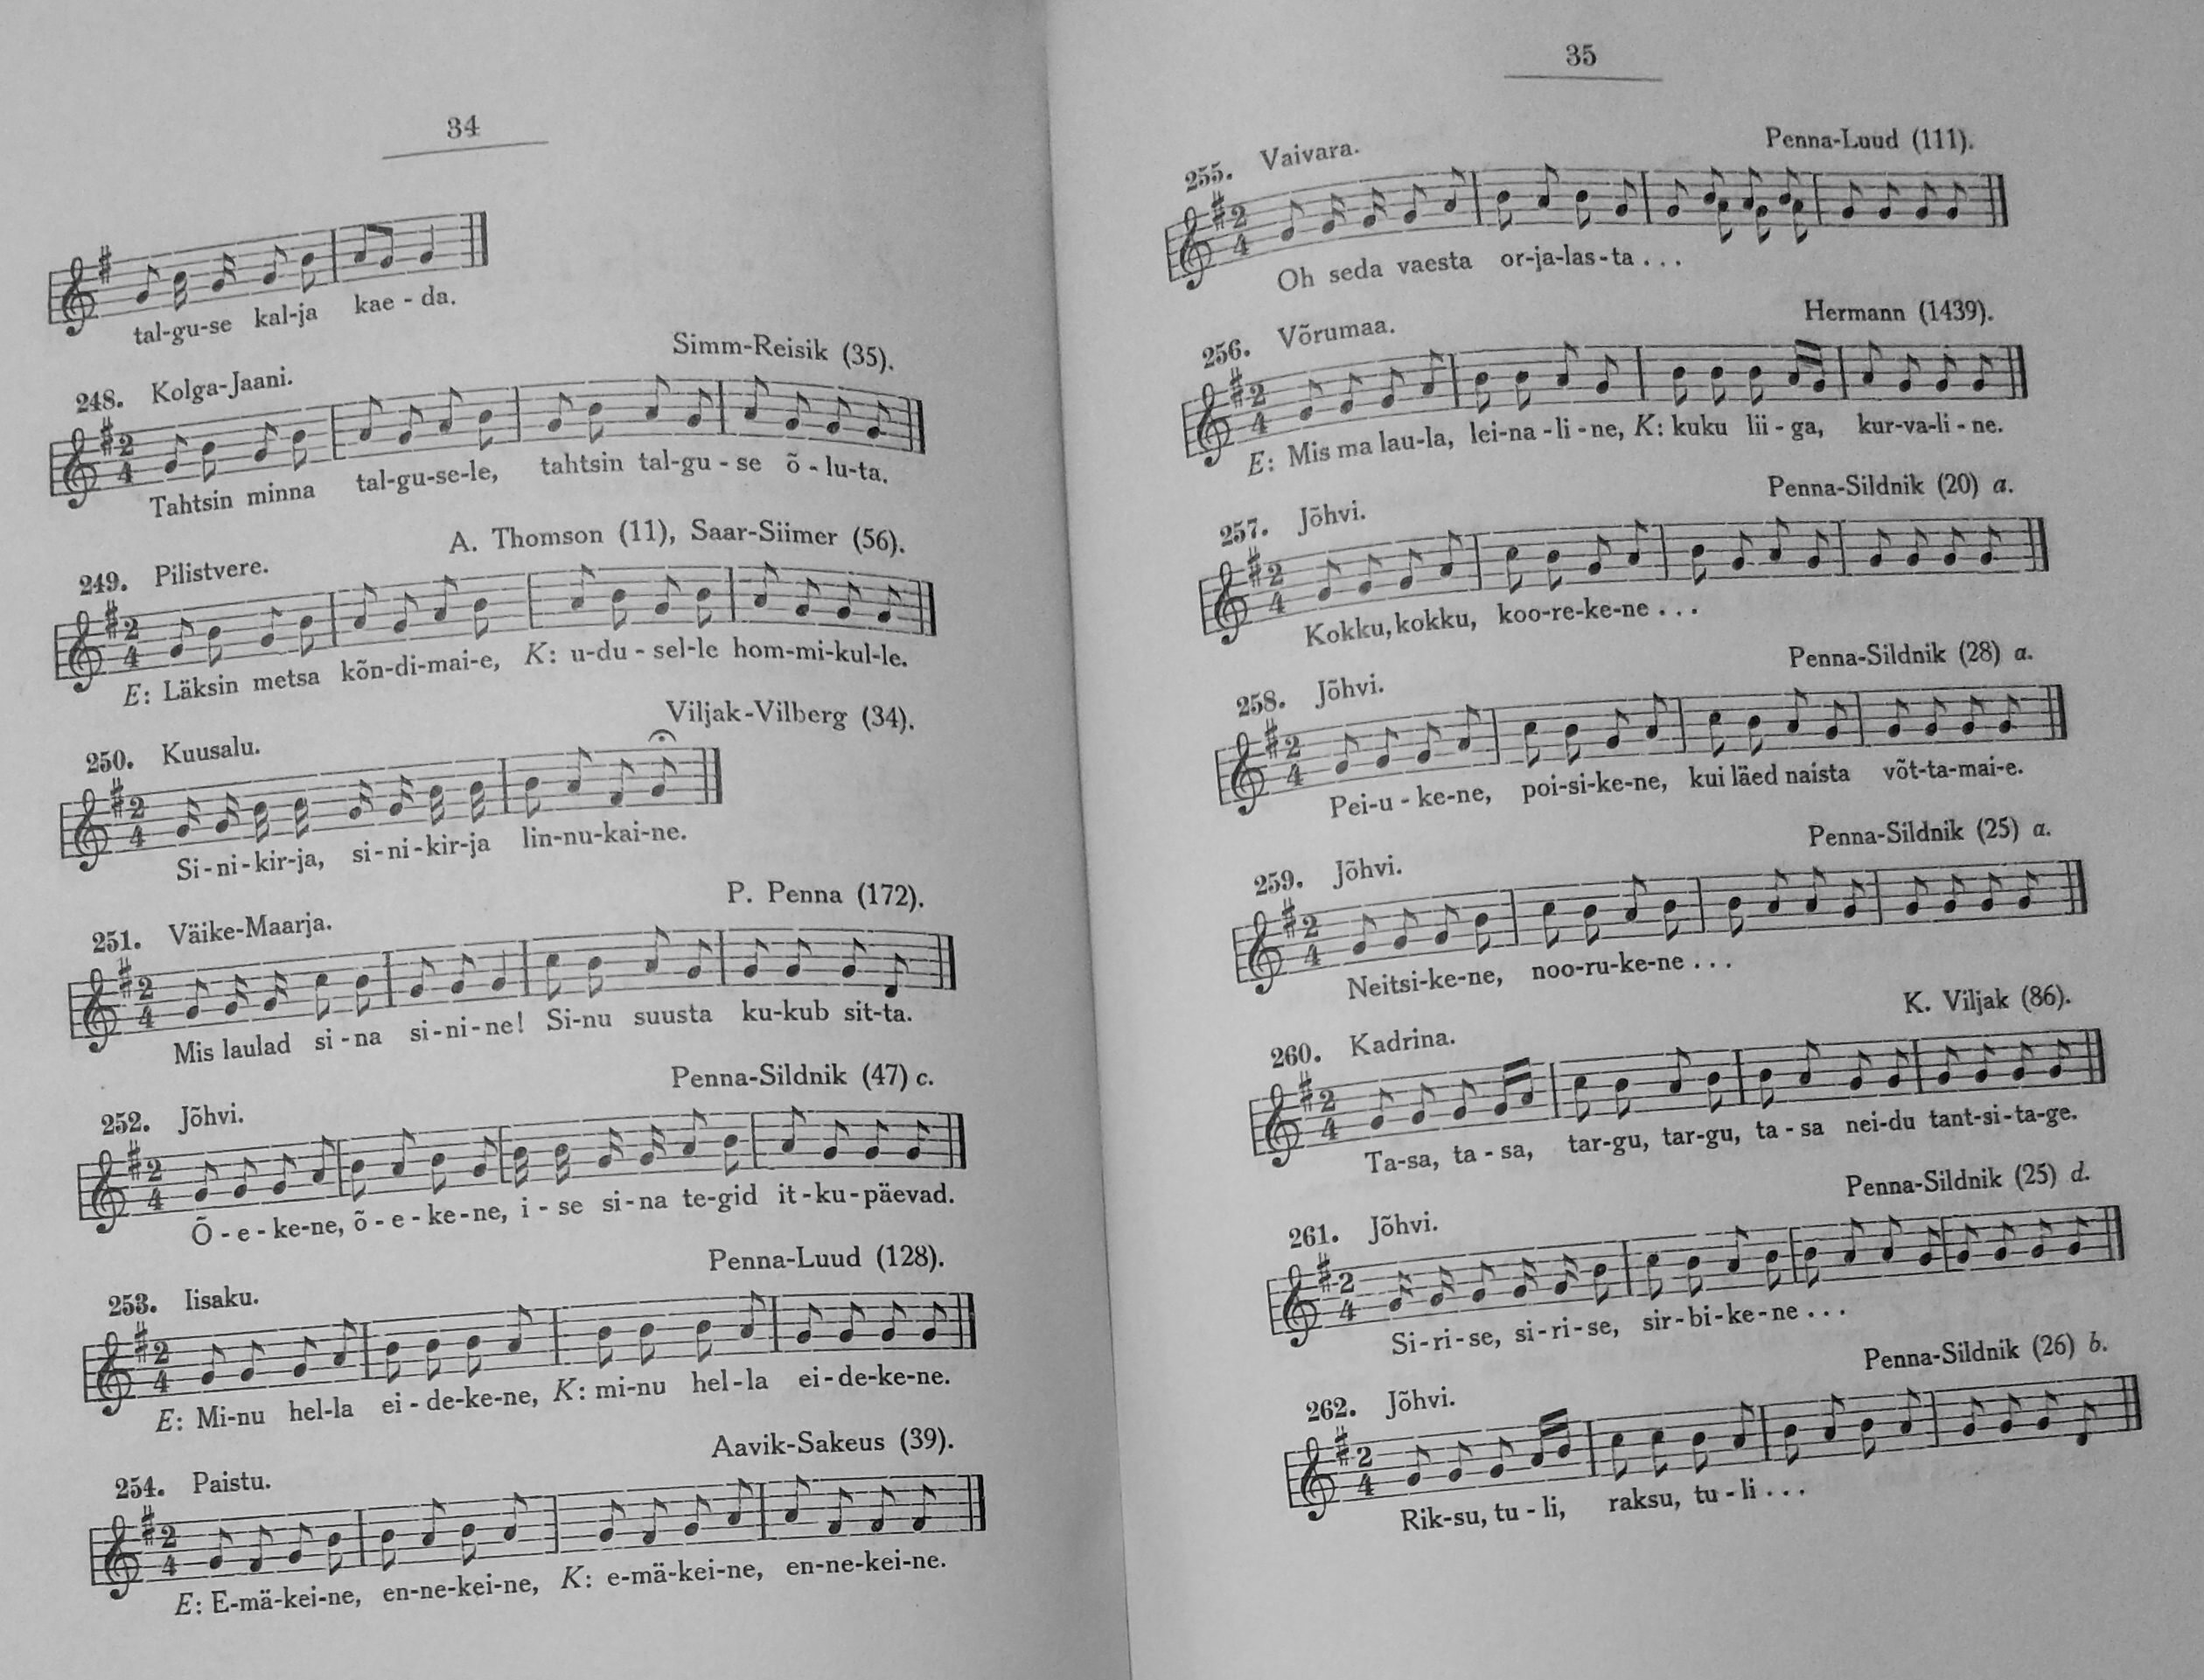 34
tal-gu-se kal-ja kae - da.
Simm-Reisik (35).
248. Kolga-Jaani.
2
4
Tahtsin minna tal-gu-se-le, tahtsin tal-gu - se õ - lu-ta.
A. Thomson (11), Saar-Siimer (56).
249. Pilistvere.
2
4
E: Läksin metsa kõn-di-mai-e, K: u-du - sel-le hom-mi-kul-le.
Viljak-Vilberg (34).
250. Kuusalu.
2
4
Si-ni-kir-ja, si-ni-kir-ja lin-nu-kai-ne.
P. Penna (172).
251. Väike-Maarja.
2
4
Mis laulad si-na si-ni-ne! Si-nu suusta ku-kub sit-ta.
Penna-Sildnik (47) c.
252. Jõhvi.
2
4
Õ - e - ke-ne, õ - e - ke-ne, i - se si-na te-gid it-ku-päevad.
Penna-Luud (128).
253. Iisaku.
2
4
E: Mi-nu hel-la ei - de-ke-ne, K: mi-nu hel-la ei-de-ke-ne.
Aavik-Sakeus (39).
254. Paistu.
2
4
E: E-mä-kei-ne, en-ne-kei-ne, K: e-mä-kei-ne, en-ne-kei-ne.
35
Penna-Luud (111).
255. Vaivara.
2
4
Oh seda vaesta or-ja-las-ta . . .
Hermann (1439).
256. Võrumaa.
2
4
E: Mis ma lau-la, lei-na-li-ne, K: kuku lii-ga, kur-va-li-ne.
Penna-Sildnik (20) a.
257. Jõhvi.
2
4
Kokku, kokku, koo-re-ke-ne . . .
Penna-Sildnik (28) a.
258. Jõhvi.
2
4
Pei-u - ke-ne, poi-si-ke-ne, kui läed naista võt-ta-mai-e.
Penna-Sildnik (25) a.
259. Jõhvi.
2
4
Neitsi-ke-ne, noo-ru-ke-ne . . .
K. Viljak (86).
260. Kadrina.
2
4
Ta-sa, ta - sa, tar-gu, tar-gu, ta - sa nei-du tant-si-ta-ge.
Penna-Sildnik (25) d.
261. Jõhvi.
2
4
Si-ri-se, si-ri-se, sir-bi-ke-ne . . .
Penna-Sildnik (26) b.
262. Jõhvi.
2
4
Rik-su, tu - li, raksu, tu - li . . .